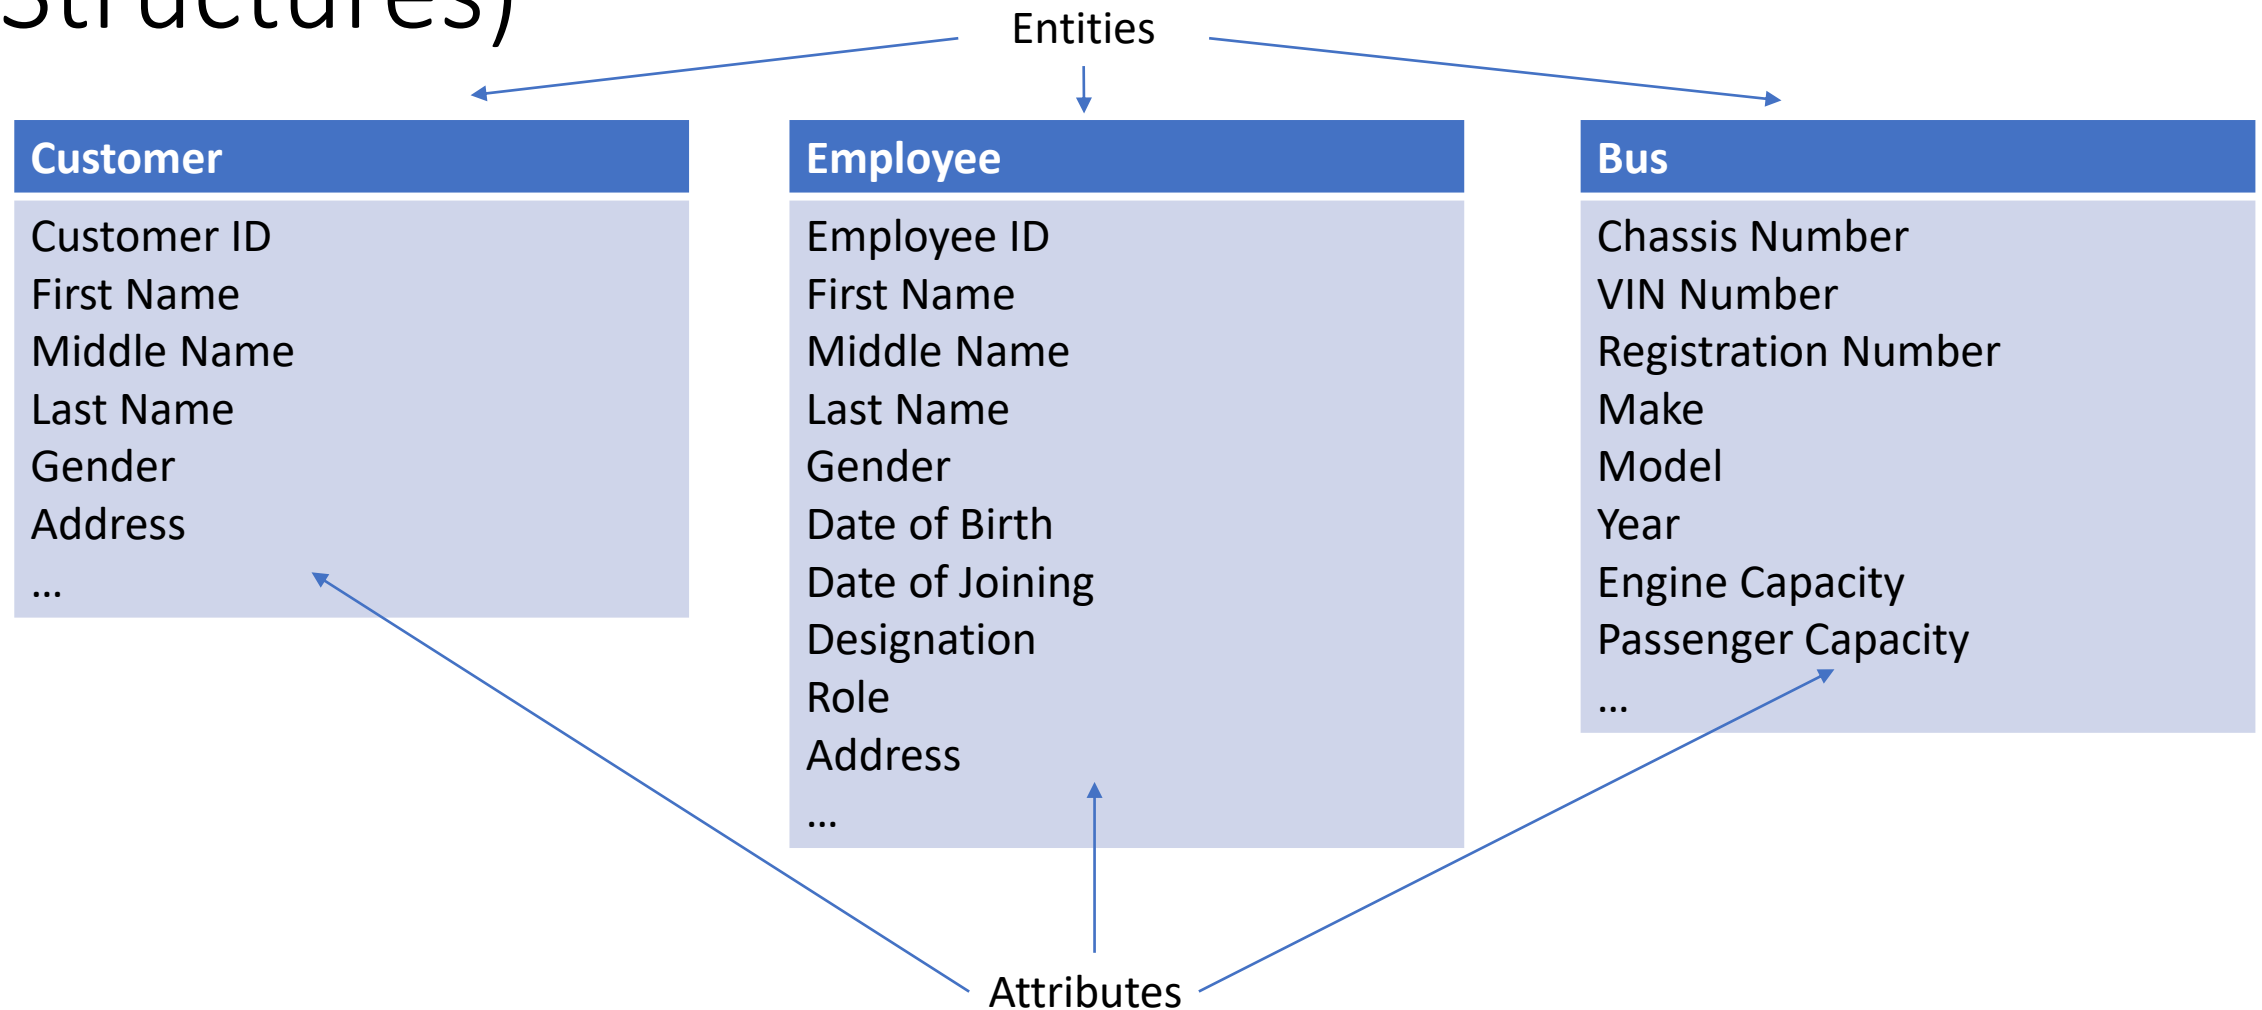 Structures)
Entities
Customer
Customer ID
First Name
Middle Name
Last Name
Gender
Address
...
Employee
Employee ID
First Name
Middle Name
Last Name
Gender
Date of Birth
Date of Joining
Designation
Role
Address
...
Bus
Chassis Number
VIN Number
Registration Number
Make
Model
Year
Engine Capacity
Passenger Capacity
...
Attributes